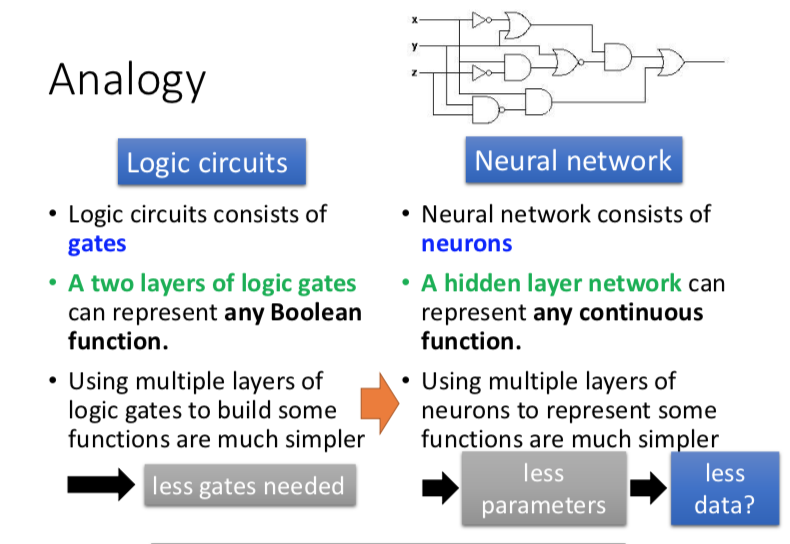 x
y
z
Analogy
Logic circuits
• Logic circuits consists of
gates
• A two layers of logic gates
can represent any Boolean
function.
• Using multiple layers of
logic gates to build some
functions are much simpler
less gates needed
Neural network
• Neural network consists of
neurons
• A hidden layer network can
represent any continuous
function.
• Using multiple layers of
neurons to represent some
functions are much simpler
less
parameters
less
data?